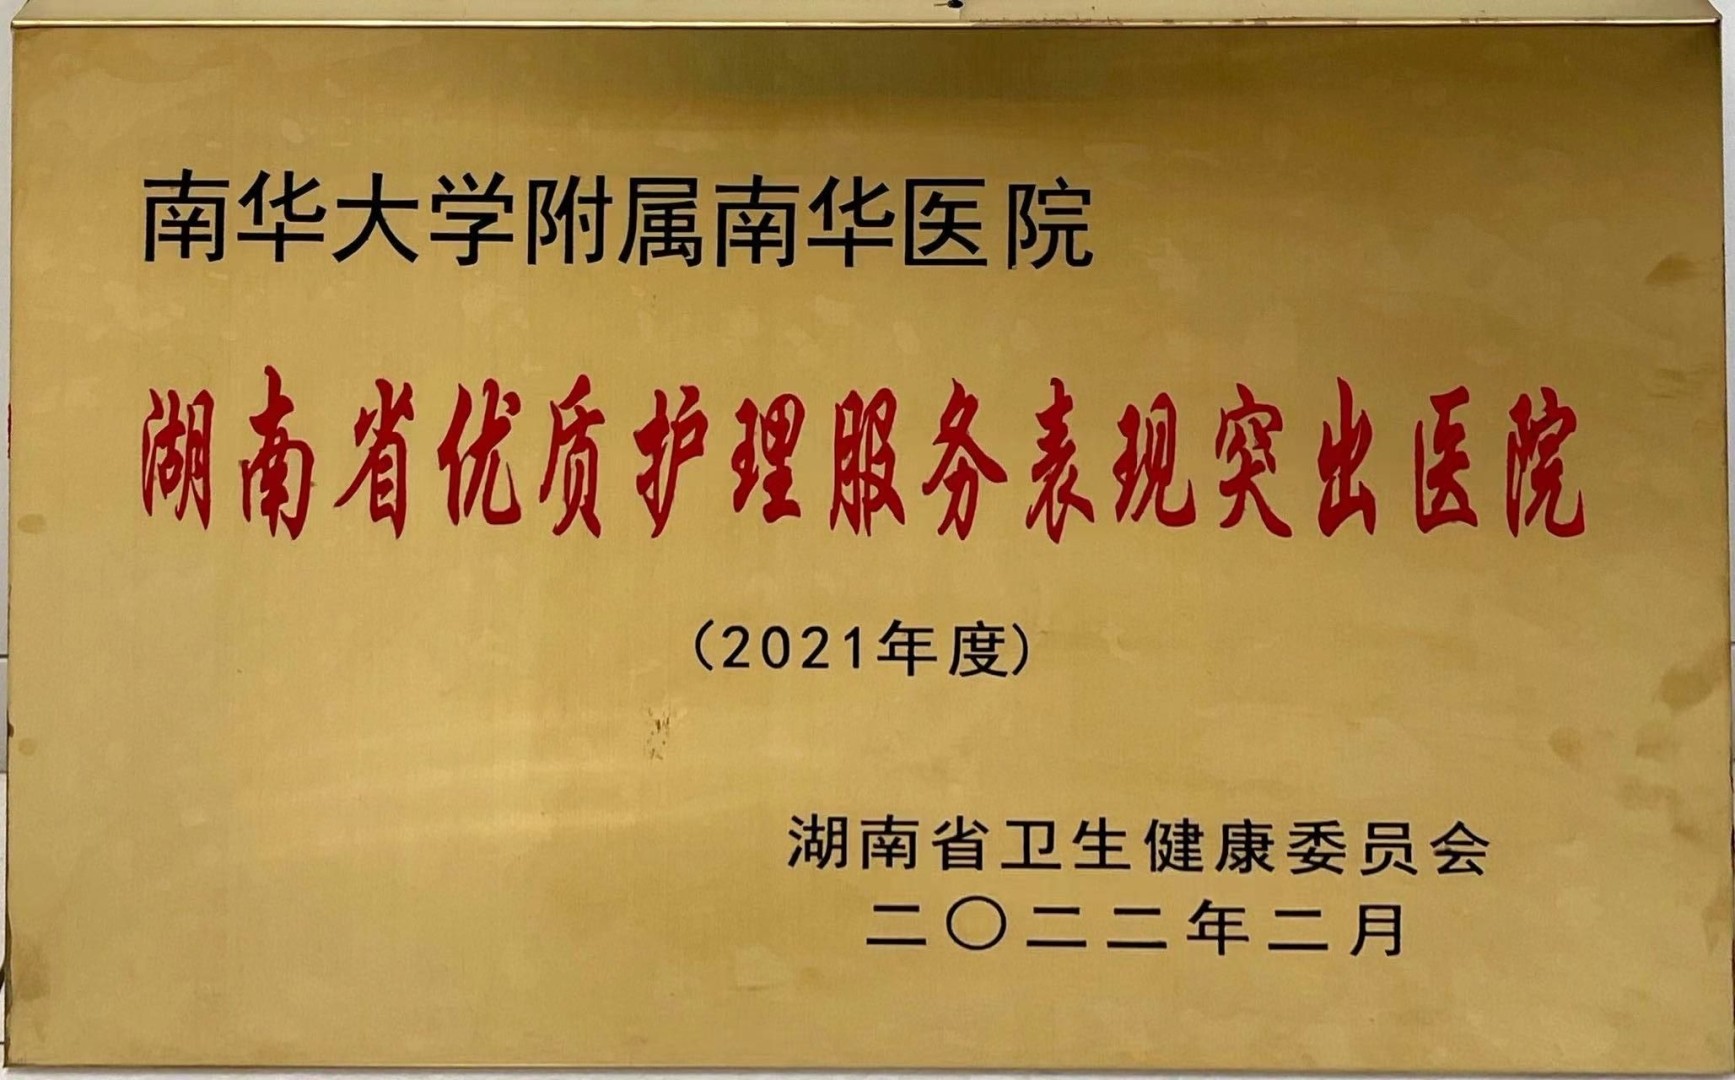 南华大学附属南华医院
湖南省优质护理服务表现突出医院
(2021年度)
湖南省卫生健康委员会
二〇二二年二月